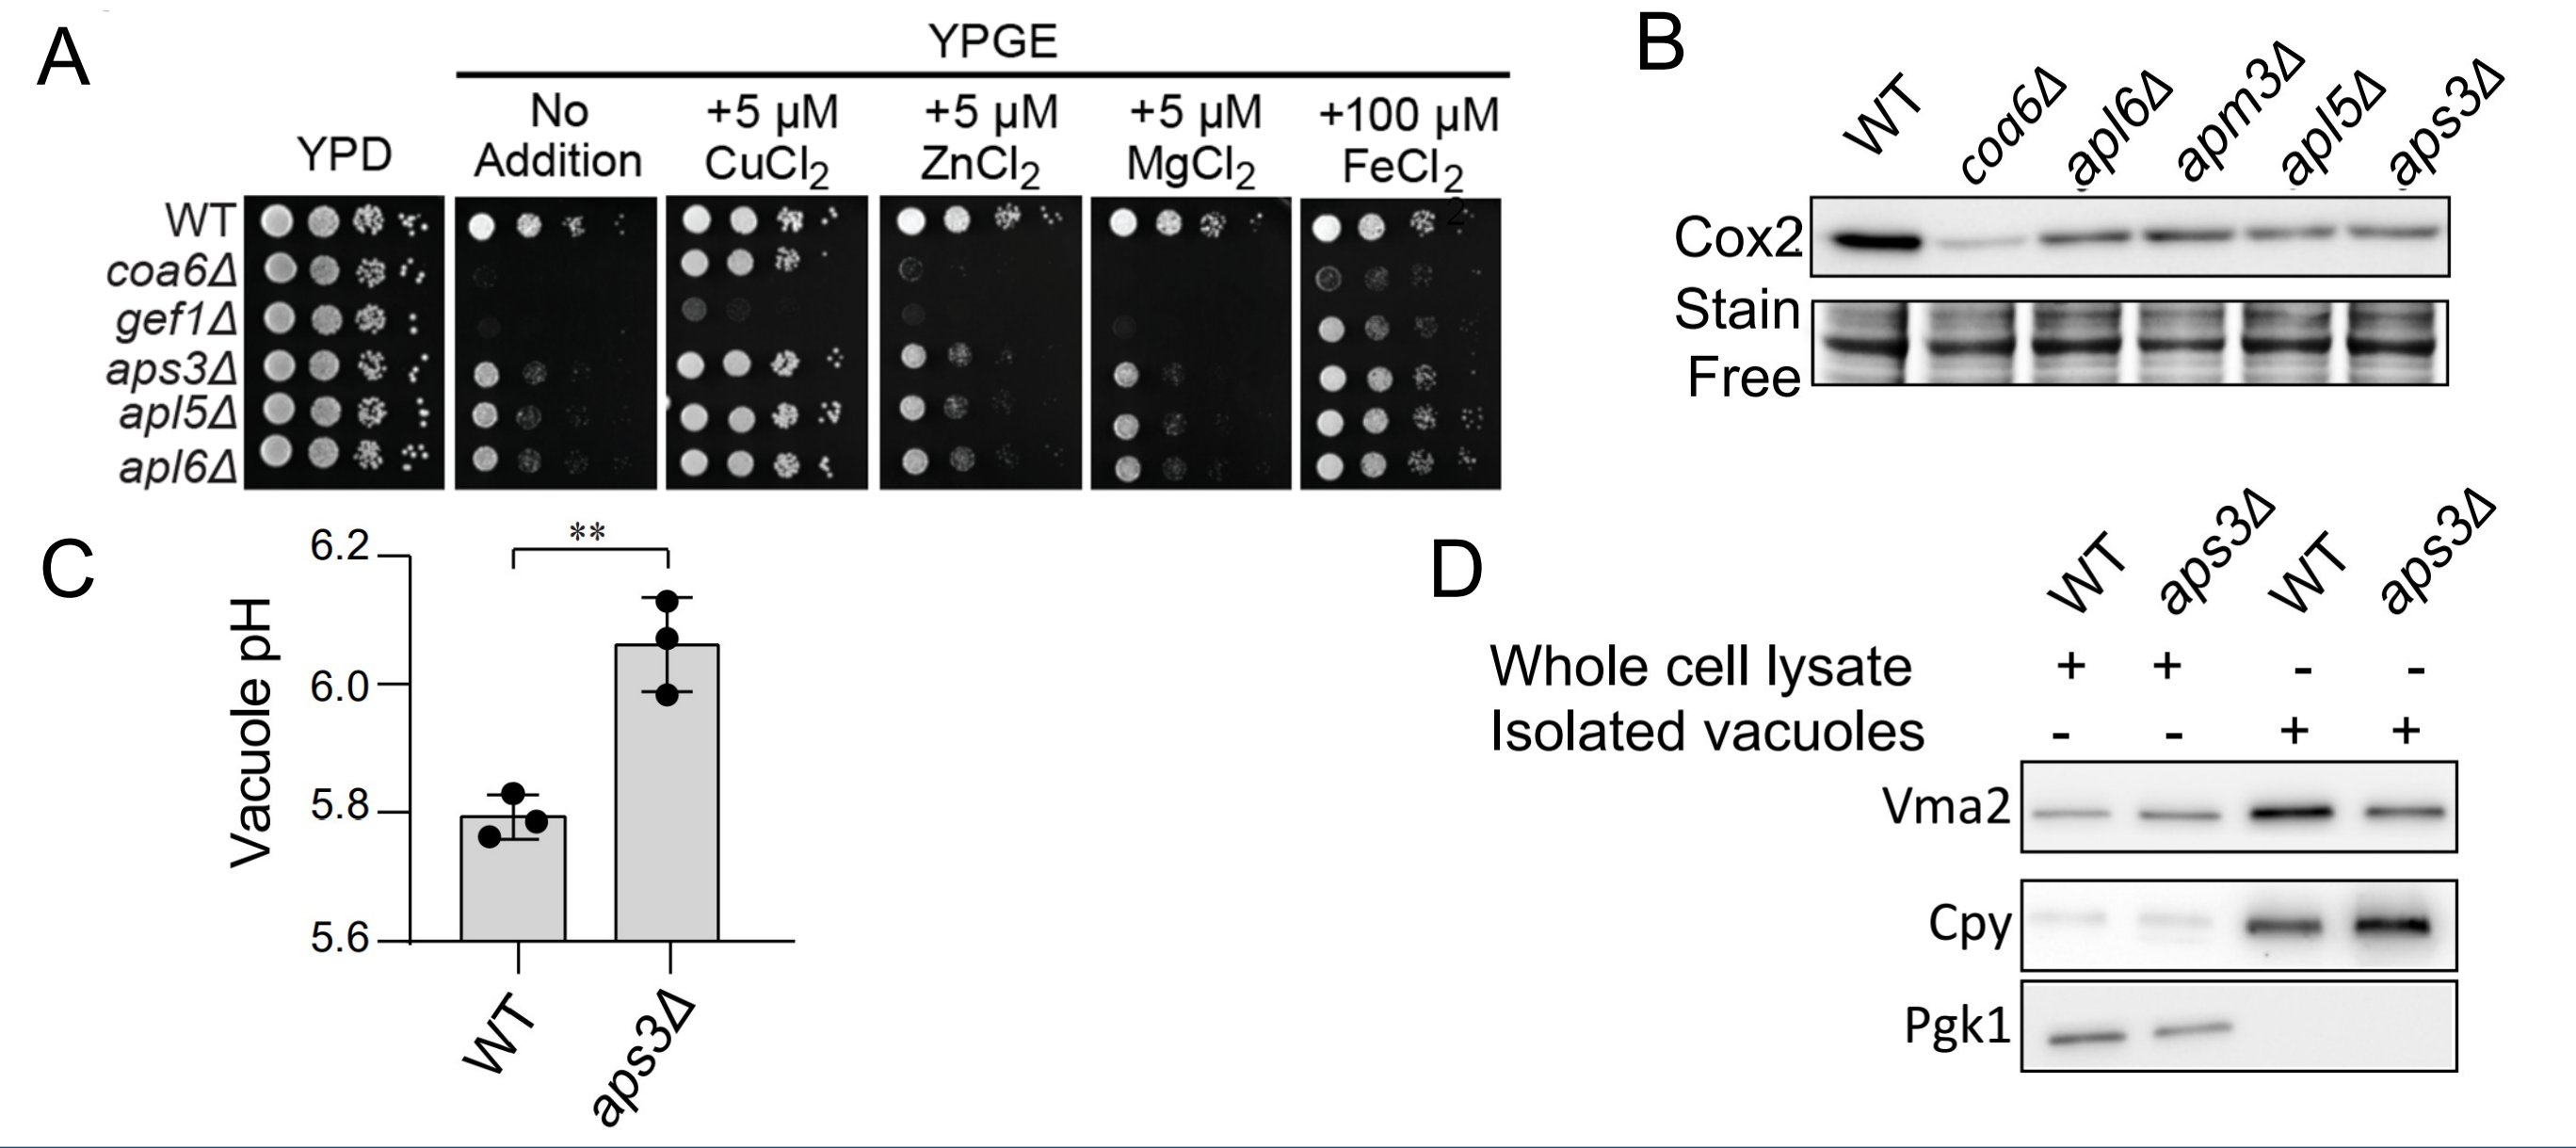 A
YPGE
YPD
No Addition
+5 µM CuCl2
+5 µM ZnCl2
+5 µM MgCl2
+100 µM FeCl2
2
WT
coa6Δ
gef1Δ
aps3Δ
apl5Δ
apl6Δ
B
WT
coa6Δ
apl6Δ
apm3Δ
apl5Δ
aps3Δ
Cox2
Stain
Free
C
Vacuole pH
**
6.2
6.0
5.8
5.6
WT
aps3Δ
D
WT
aps3Δ
WT
aps3Δ
Whole cell lysate + + - -
Isolated vacuoles - - + +
Vma2
Cpy
Pgk1